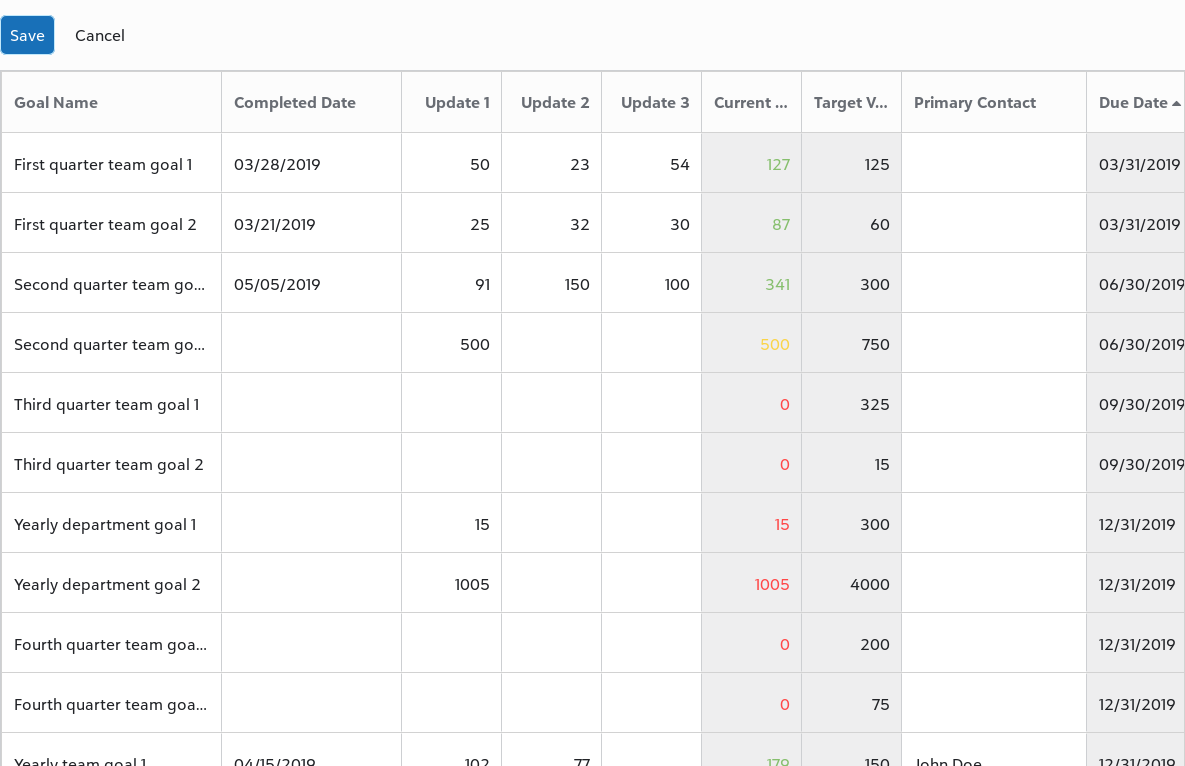 Save Cancel
Goal Name Completed Date Update 1 Update 2 Update 3 Current ... Target V... Primary Contact Due Date
First quarter team goal 1 03/28/2019 50 23 54 127 125 03/31/2019
First quarter team goal 2 03/21/2019 25 32 30 87 60 03/31/2019
Second quarter team go... 05/05/2019 91 150 100 341 300 06/30/2019
Second quarter team go... 500 500 750 06/30/2019
Third quarter team goal 1 0 325 09/30/2019
Third quarter team goal 2 0 15 09/30/2019
Yearly department goal 1 15 15 300 12/31/2019
Yearly department goal 2 1005 1005 4000 12/31/2019
Fourth quarter team goa... 0 200 12/31/2019
Fourth quarter team goa... 0 75 12/31/2019
Yearly team goal 1 04/15/2019 102 77 179 150 John Doe 12/31/2019